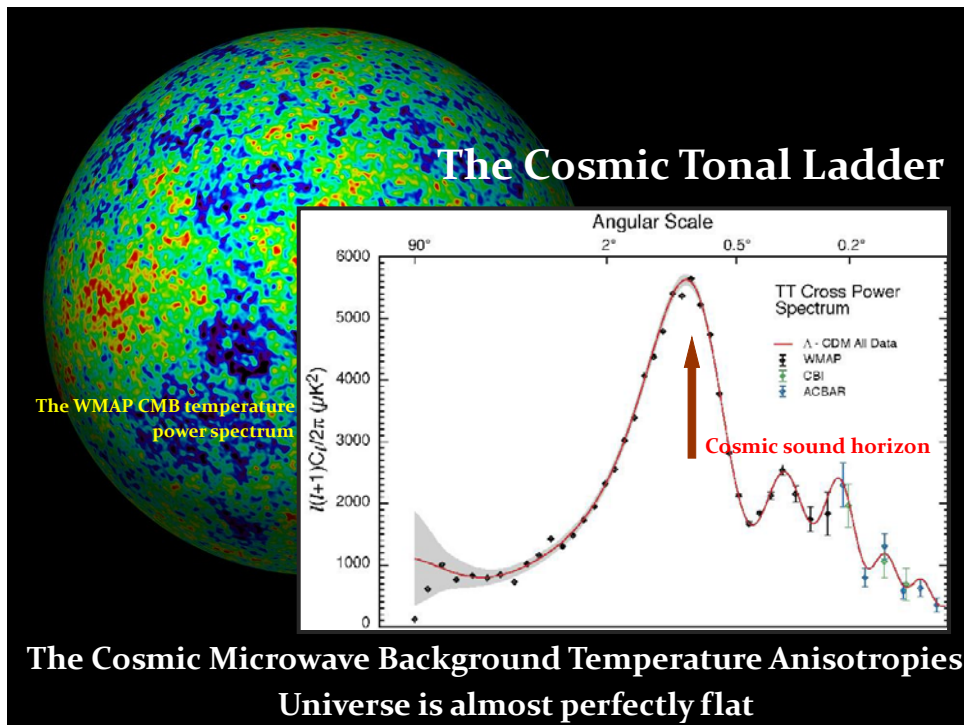 The Cosmic Tonal Ladder
Angular Scale
90° 2° 0.5° 0.2°
6000
5000
4000
3000
2000
1000
0
l(l+1)Cl/2π (μK²)
TT Cross Power
Spectrum
Λ - CDM All Data
WMAP
CBI
ACBAR
The WMAP CMB temperature
power spectrum
Cosmic sound horizon
The Cosmic Microwave Background Temperature Anisotropies
Universe is almost perfectly flat